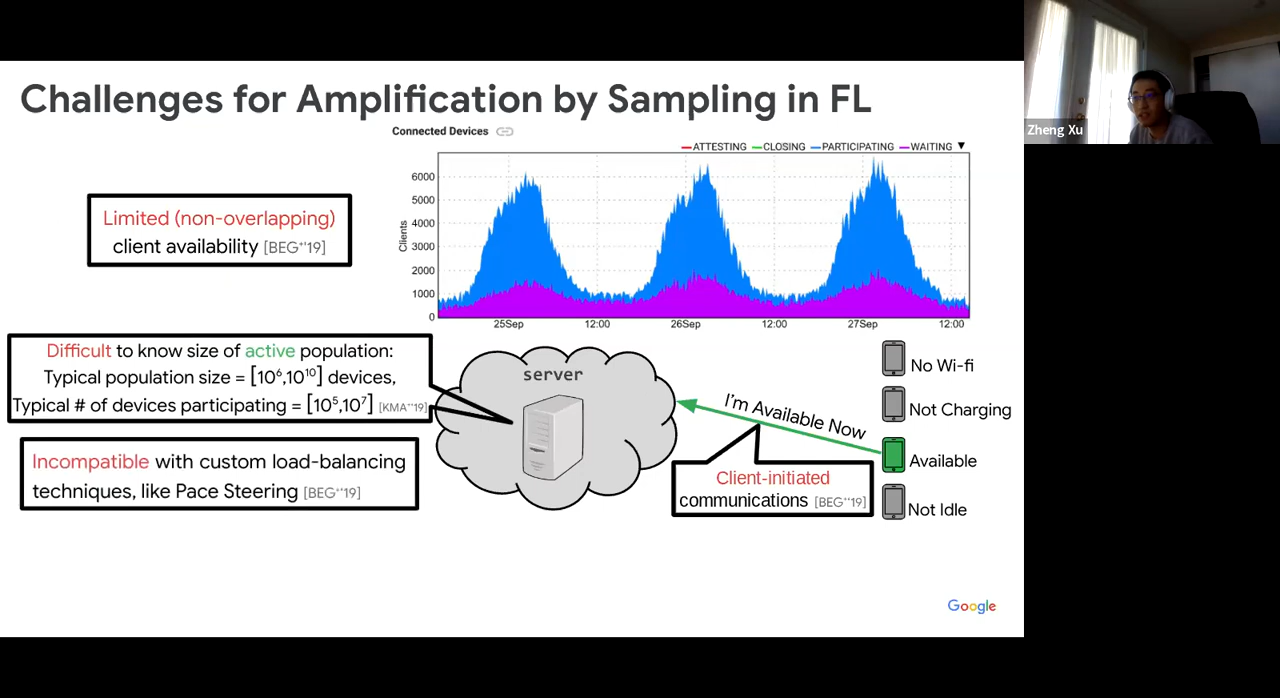 Challenges for Amplification by Sampling in FL
Zheng Xu
Connected Devices
ATTESTING CLOSING PARTICIPATING WAITING
Limited (non-overlapping)
client availability [BEG+'19]
Clients
6000
5000
4000
3000
2000
1000
0
25Sep 12:00 26Sep 12:00 27Sep 12:00
Difficult to know size of active population:
Typical population size = [10⁶,10¹⁰] devices,
Typical # of devices participating = [10⁵,10⁷] [KMA+'19]
Incompatible with custom load-balancing
techniques, like Pace Steering [BEG+'19]
server
I'm Available Now
Client-initiated
communications [BEG+'19]
No Wi-fi
Not Charging
Available
Not Idle
Google